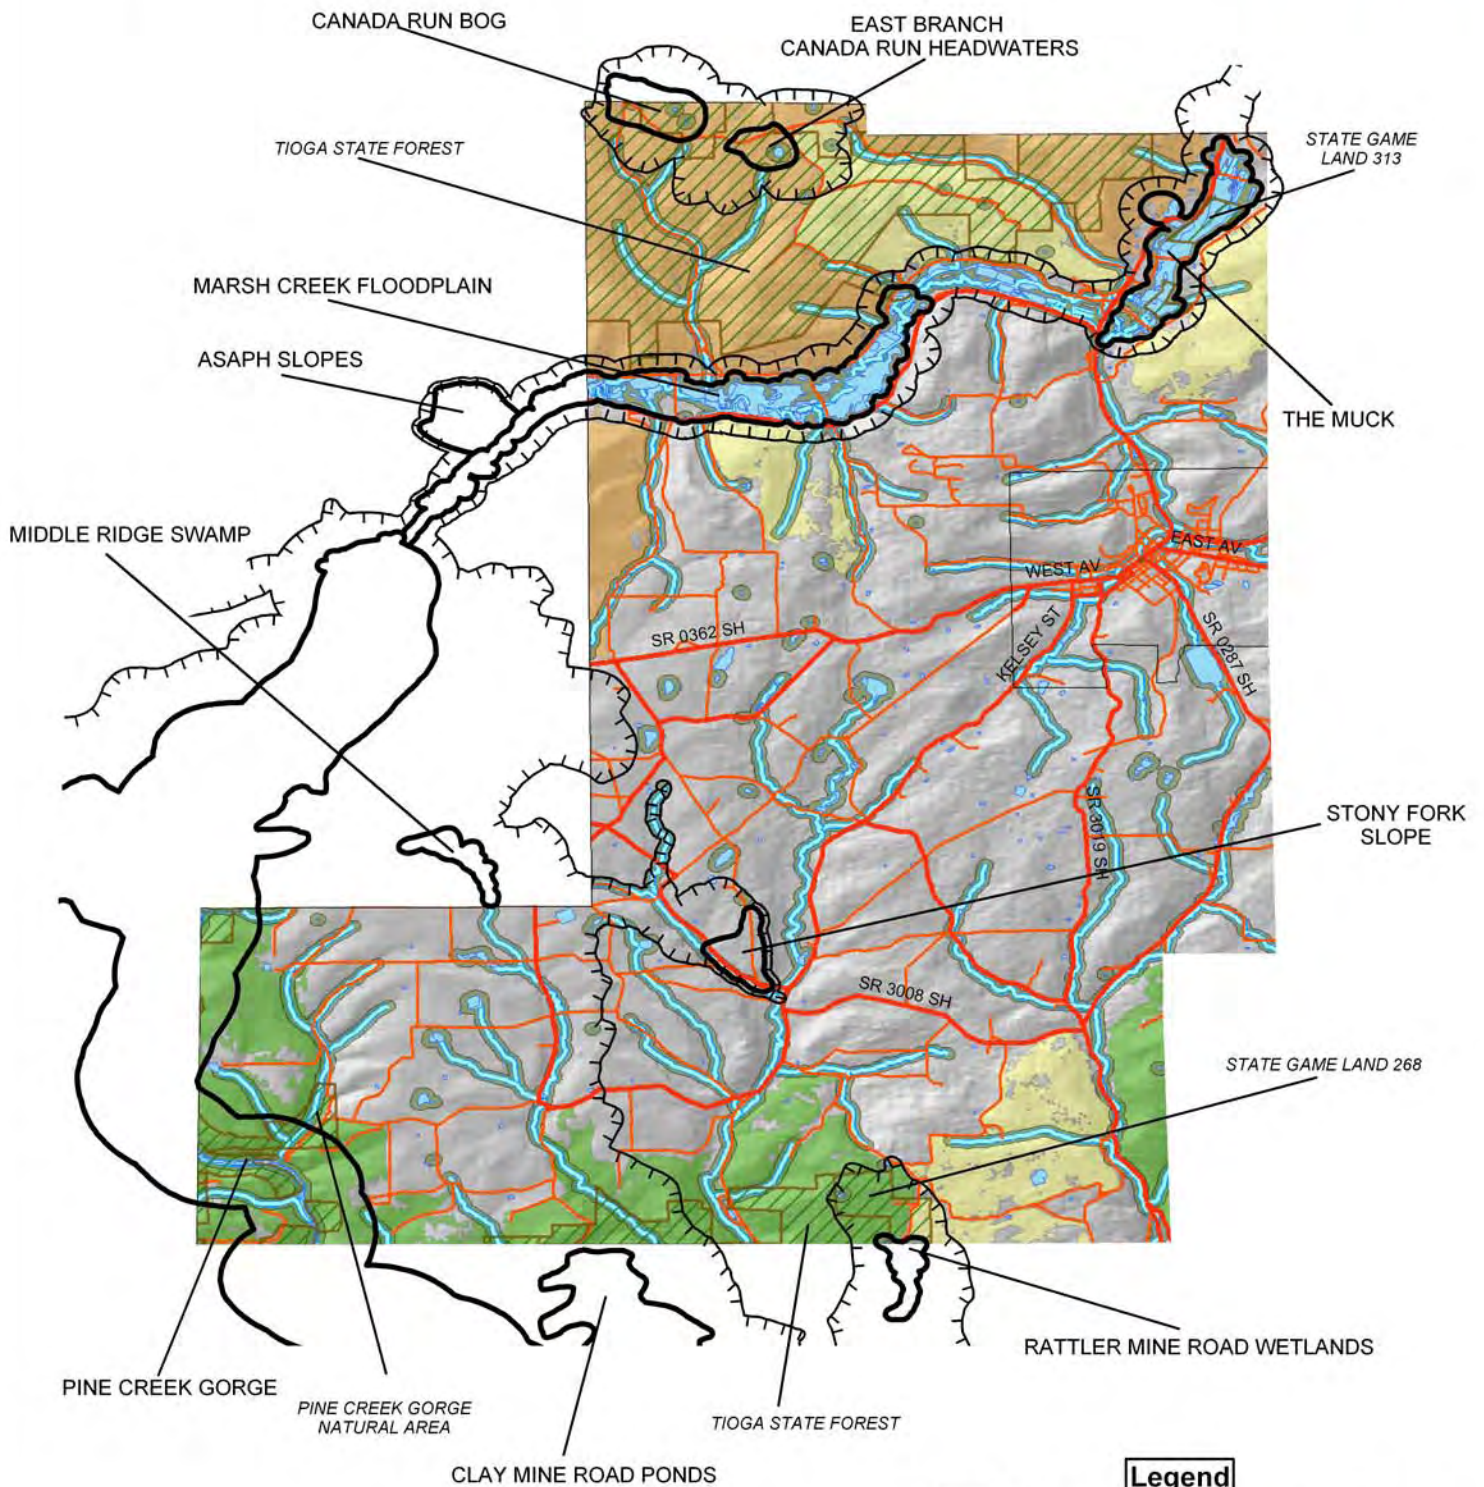 CANADA RUN BOG
EAST BRANCH
CANADA RUN HEADWATERS
TIOGA STATE FOREST
STATE GAME
LAND 313
MARSH CREEK FLOODPLAIN
ASAPH SLOPES
THE MUCK
MIDDLE RIDGE SWAMP
EAST AV
WEST AV
SR 0362 SH
KELSEY ST
SR 0287 SH
SR 3019 SH
STONY FORK
SLOPE
SR 3008 SH
STATE GAME LAND 268
RATTLER MINE ROAD WETLANDS
PINE CREEK GORGE
PINE CREEK GORGE
NATURAL AREA
TIOGA STATE FOREST
CLAY MINE ROAD PONDS
Legend